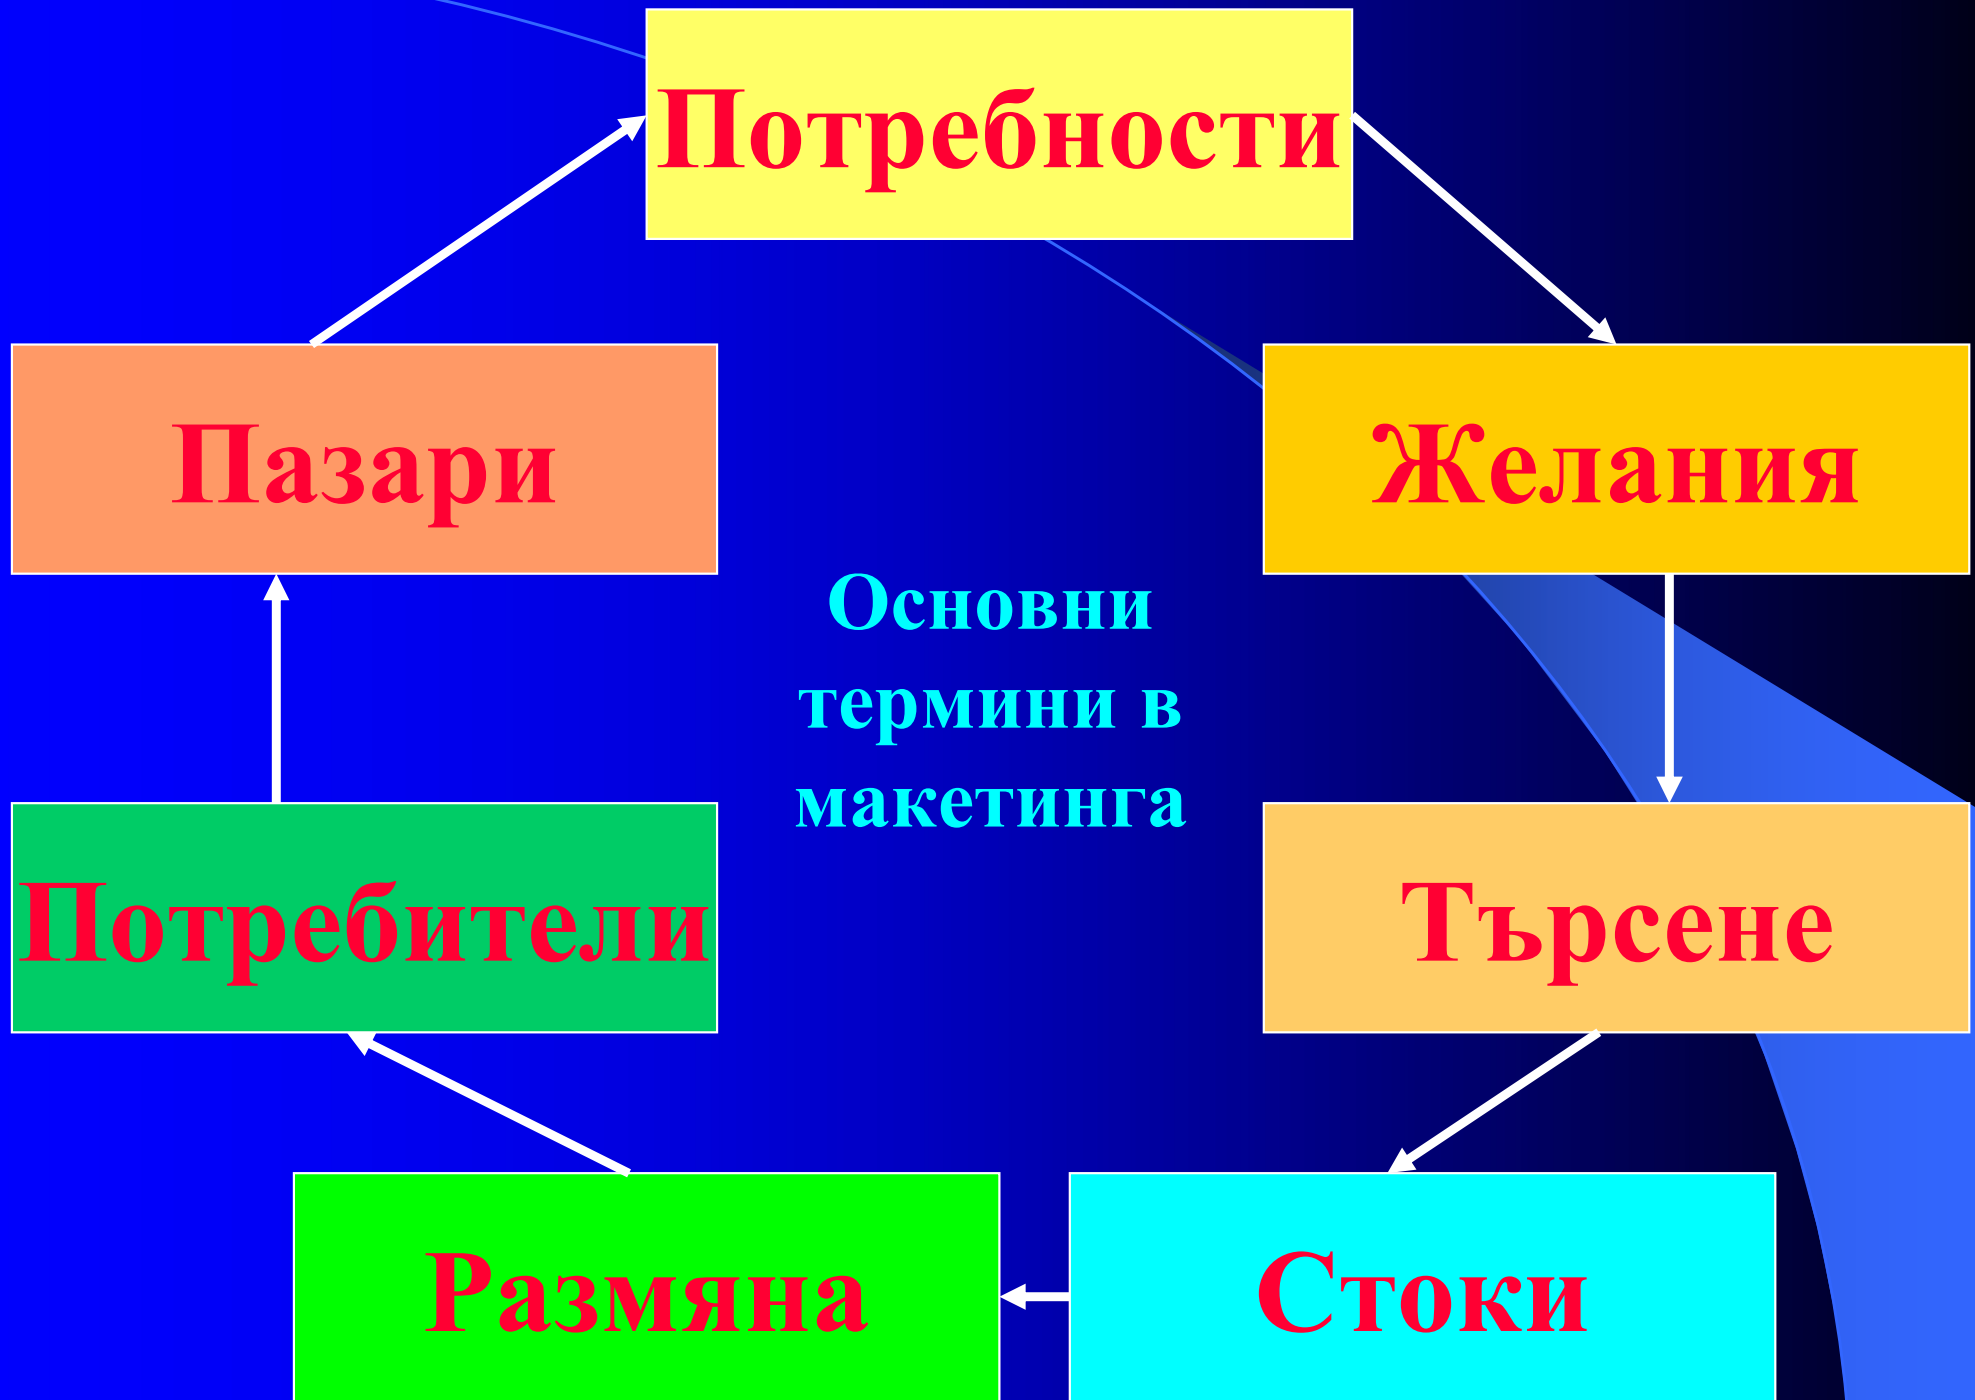 Потребности
Пазари
Желания
Основни
термини в
макетинга
Потребители
Търсене
Размяна
Стоки